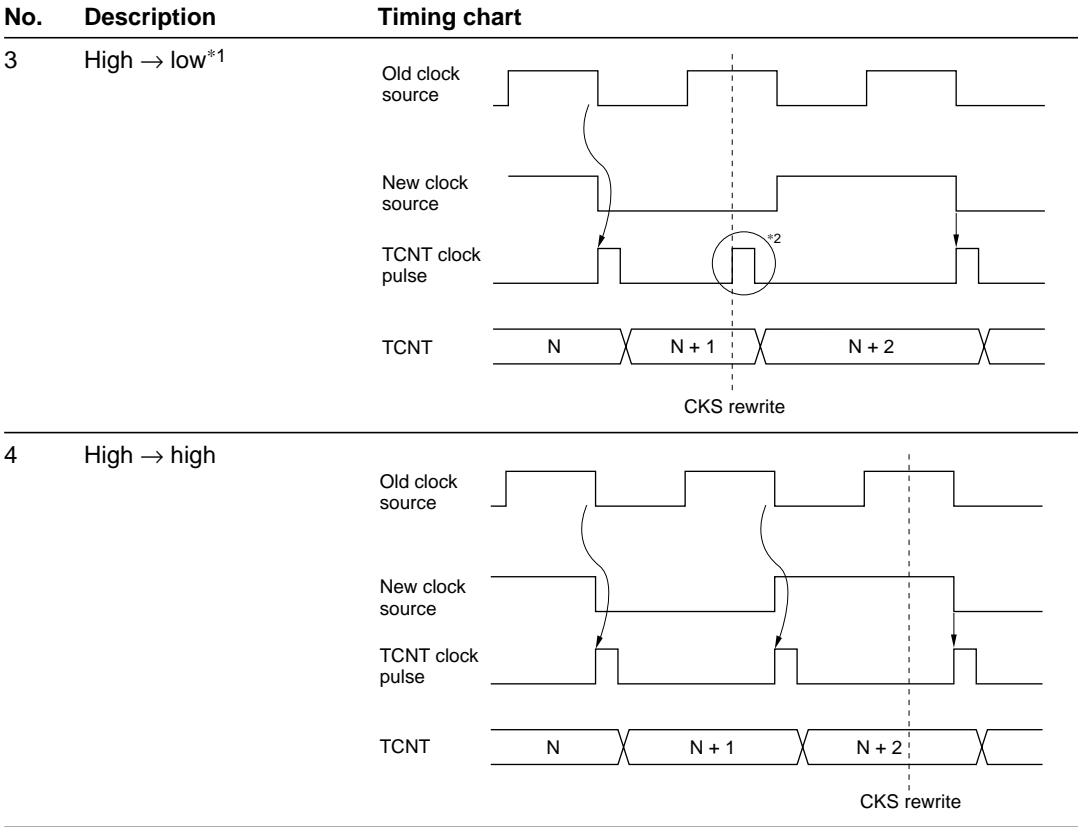 No. Description Timing chart
3 High → low*1
Old clock
source
New clock
source
TCNT clock
pulse
*2
TCNT N N + 1 N + 2
CKS rewrite
4 High → high
Old clock
source
New clock
source
TCNT clock
pulse
TCNT N N + 1 N + 2
CKS rewrite